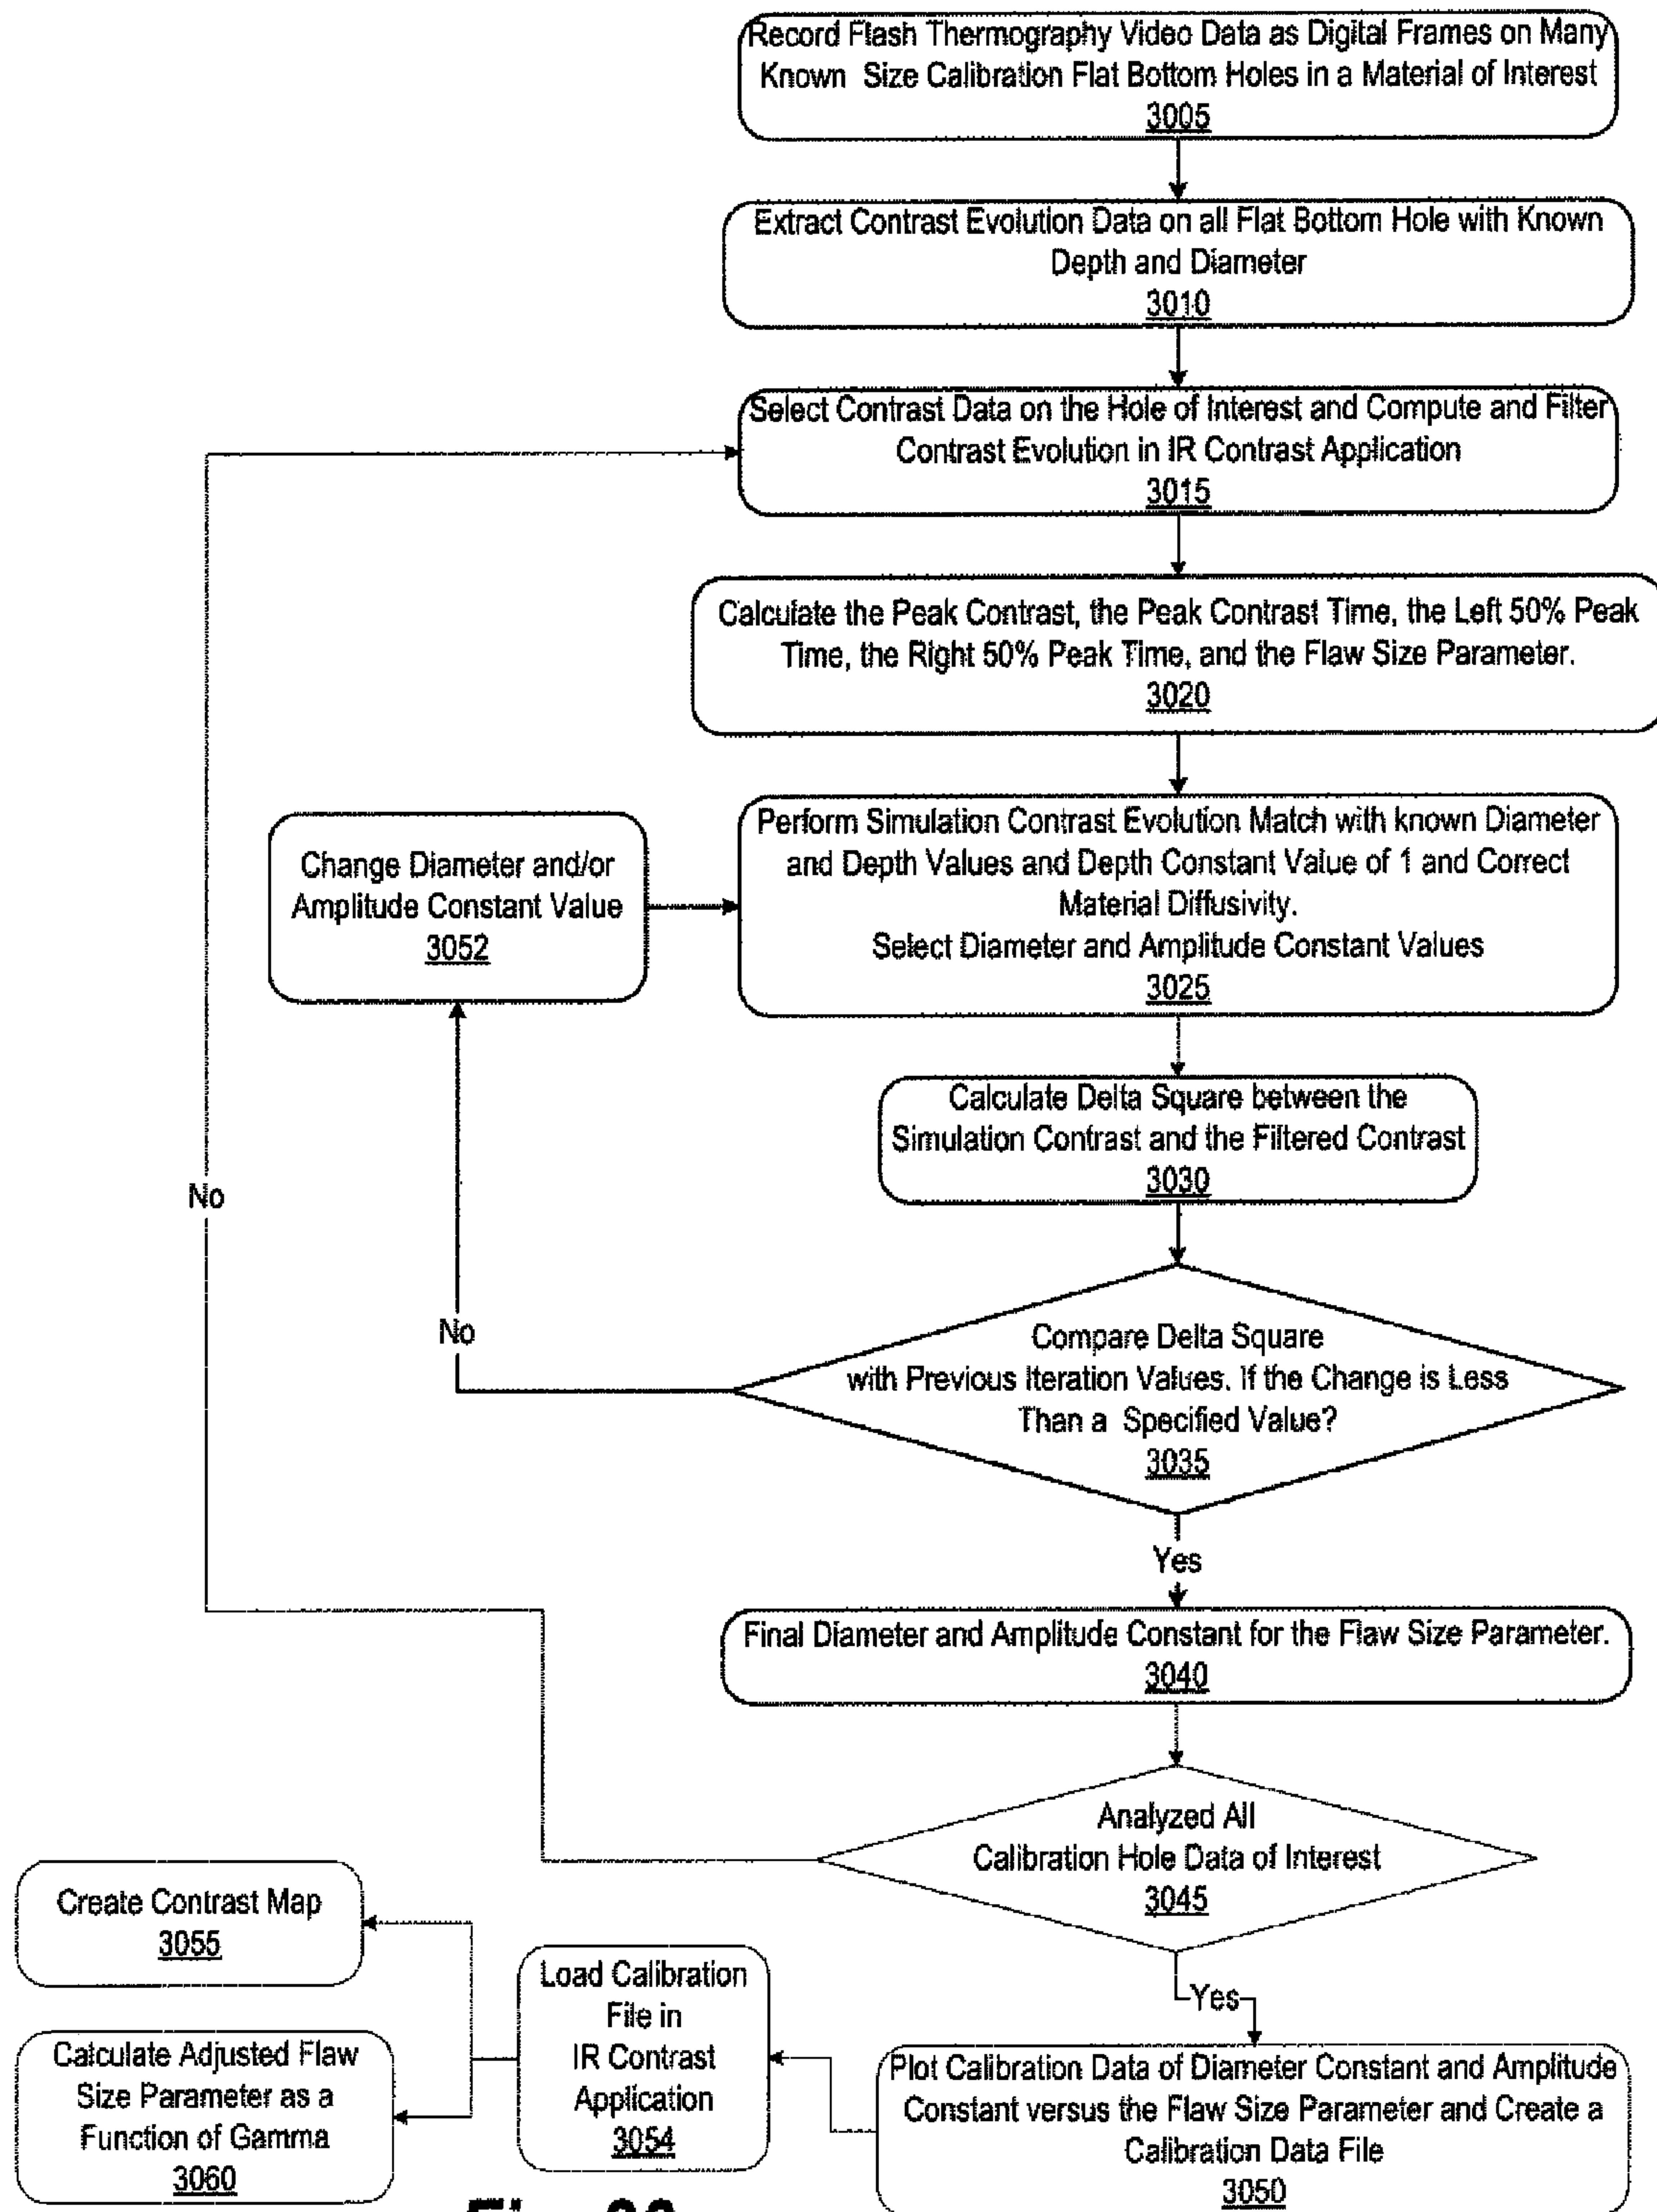 Record Flash Thermography Video Data as Digital Frames on Many
Known Size Calibration Flat Bottom Holes in a Material of Interest
3005
Extract Contrast Evolution Data on all Flat Bottom Hole with Known
Depth and Diameter
3010
Select Contrast Data on the Hole of Interest and Compute and Filter
Contrast Evolution in IR Contrast Application
3015
Calculate the Peak Contrast, the Peak Contrast Time, the Left 50% Peak
Time, the Right 50% Peak Time, and the Flaw Size Parameter.
3020
Change Diameter and/or
Amplitude Constant Value
3052
Perform Simulation Contrast Evolution Match with known Diameter
and Depth Values and Depth Constant Value of 1 and Correct
Material Diffusivity.
Select Diameter and Amplitude Constant Values
3025
Calculate Delta Square between the
Simulation Contrast and the Filtered Contrast
3030
No
No
Compare Delta Square
with Previous Iteration Values. If the Change is Less
Than a Specified Value?
3035
Yes
Final Diameter and Amplitude Constant for the Flaw Size Parameter.
3040
Analyzed All
Calibration Hole Data of Interest
3045
Yes
Plot Calibration Data of Diameter Constant and Amplitude
Constant versus the Flaw Size Parameter and Create a
Calibration Data File
3050
Load Calibration
File in
IR Contrast
Application
3054
Create Contrast Map
3055
Calculate Adjusted Flaw
Size Parameter as a
Function of Gamma
3060